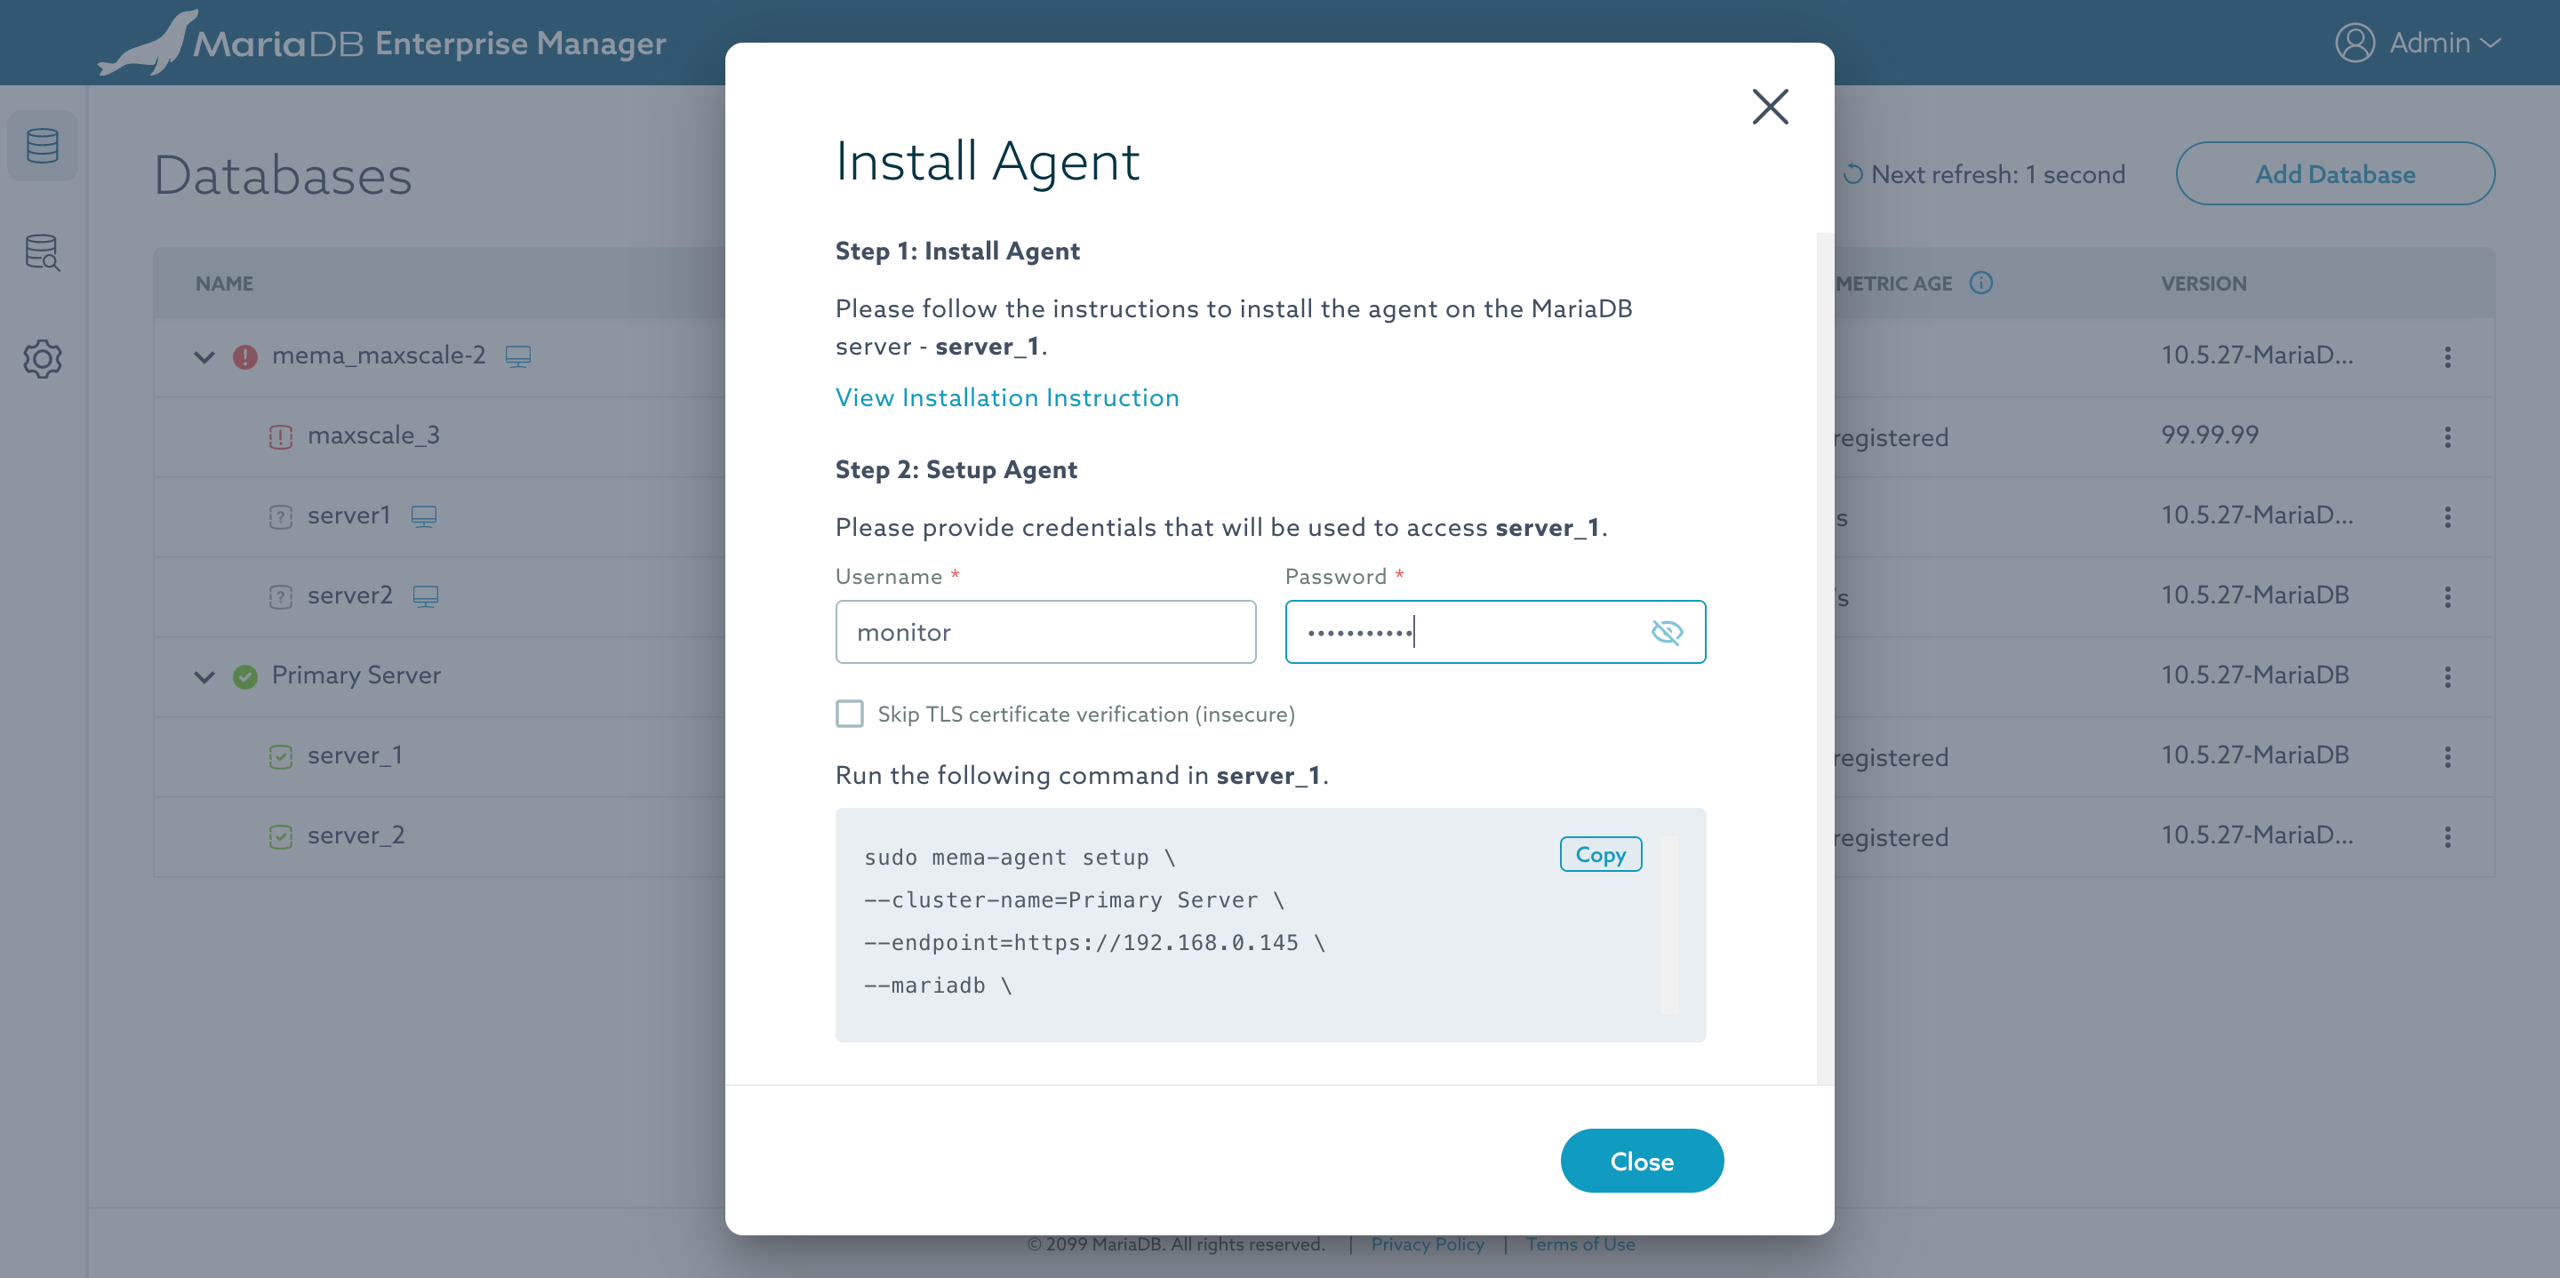 MariaDB Enterprise Manager
Admin
Databases
Next refresh: 1 second
Add Database
NAME
METRIC AGE
VERSION
mema_maxscale-2
10.5.27-MariaD...
maxscale_3
registered
99.99.99
server1
s
10.5.27-MariaD...
server2
's
10.5.27-MariaDB
Primary Server
10.5.27-MariaDB
server_1
registered
10.5.27-MariaDB
server_2
registered
10.5.27-MariaD...
Install Agent
Step 1: Install Agent
Please follow the instructions to install the agent on the MariaDB
server - server_1.
View Installation Instruction
Step 2: Setup Agent
Please provide credentials that will be used to access server_1.
Username *
Password *
monitor
•••••••••••
Skip TLS certificate verification (insecure)
Run the following command in server_1.
Copy
sudo mema-agent setup \
--cluster-name=Primary Server \
--endpoint=https://192.168.0.145 \
--mariadb \
Close
© 2099 MariaDB. All rights reserved. | Privacy Policy | Terms of Use